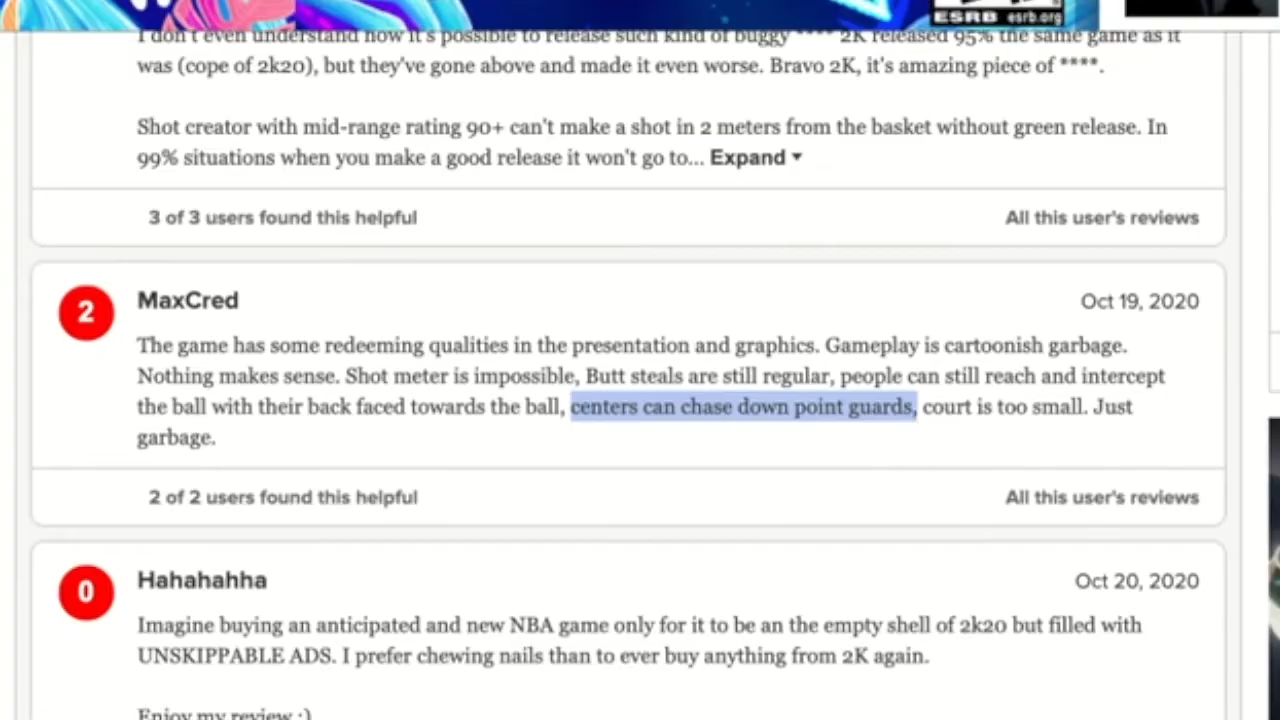 ESRB esrb.org
I don't even understand how it's possible to release such kind of buggy **** 2K released 95% the same game as it
was (cope of 2k20), but they've gone above and made it even worse. Bravo 2K, it's amazing piece of ****.
Shot creator with mid-range rating 90+ can't make a shot in 2 meters from the basket without green release. In
99% situations when you make a good release it won't go to... Expand
3 of 3 users found this helpful All this user's reviews
2 MaxCred Oct 19, 2020
The game has some redeeming qualities in the presentation and graphics. Gameplay is cartoonish garbage.
Nothing makes sense. Shot meter is impossible, Butt steals are still regular, people can still reach and intercept
the ball with their back faced towards the ball, centers can chase down point guards, court is too small. Just
garbage.
2 of 2 users found this helpful All this user's reviews
0 Hahahahha Oct 20, 2020
Imagine buying an anticipated and new NBA game only for it to be an the empty shell of 2k20 but filled with
UNSKIPPABLE ADS. I prefer chewing nails than to ever buy anything from 2K again.
Enjoy my review :)